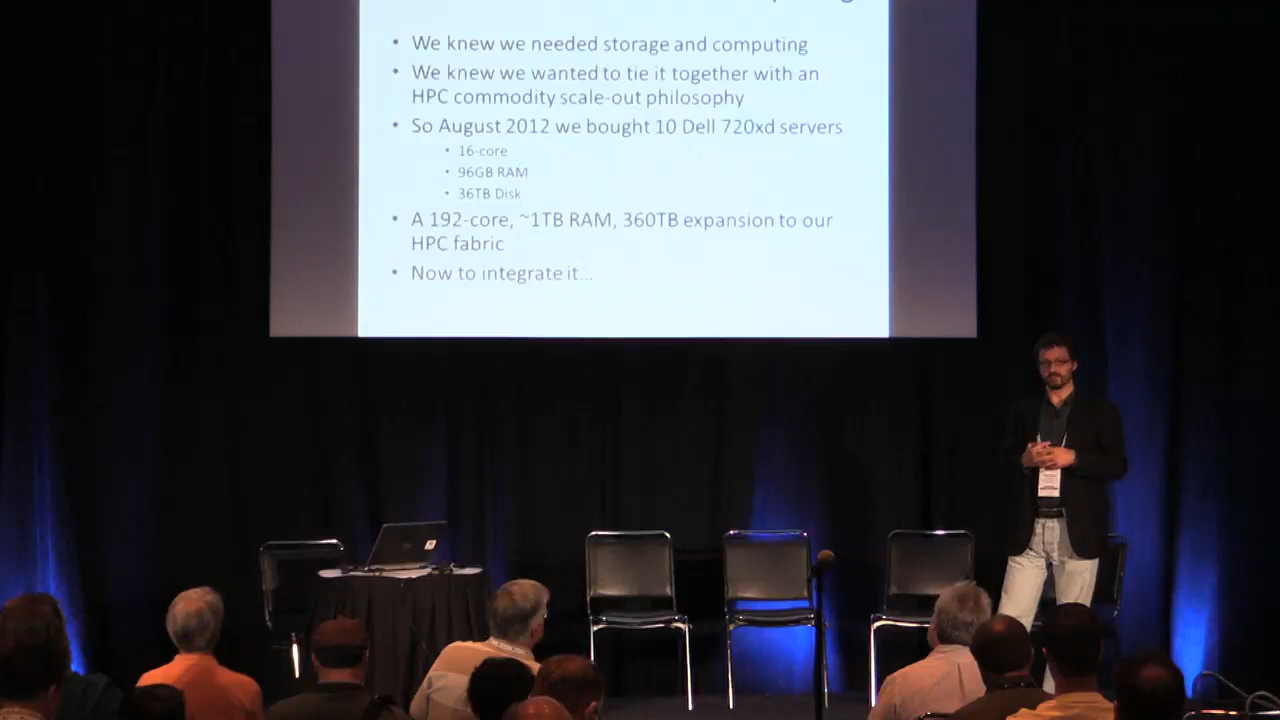 • We knew we needed storage and computing
• We knew we wanted to tie it together with an
HPC commodity scale-out philosophy
• So August 2012 we bought 10 Dell 720xd servers
• 16-core
• 96GB RAM
• 36TB Disk
• A 192-core, ~1TB RAM, 360TB expansion to our
HPC fabric
• Now to integrate it...